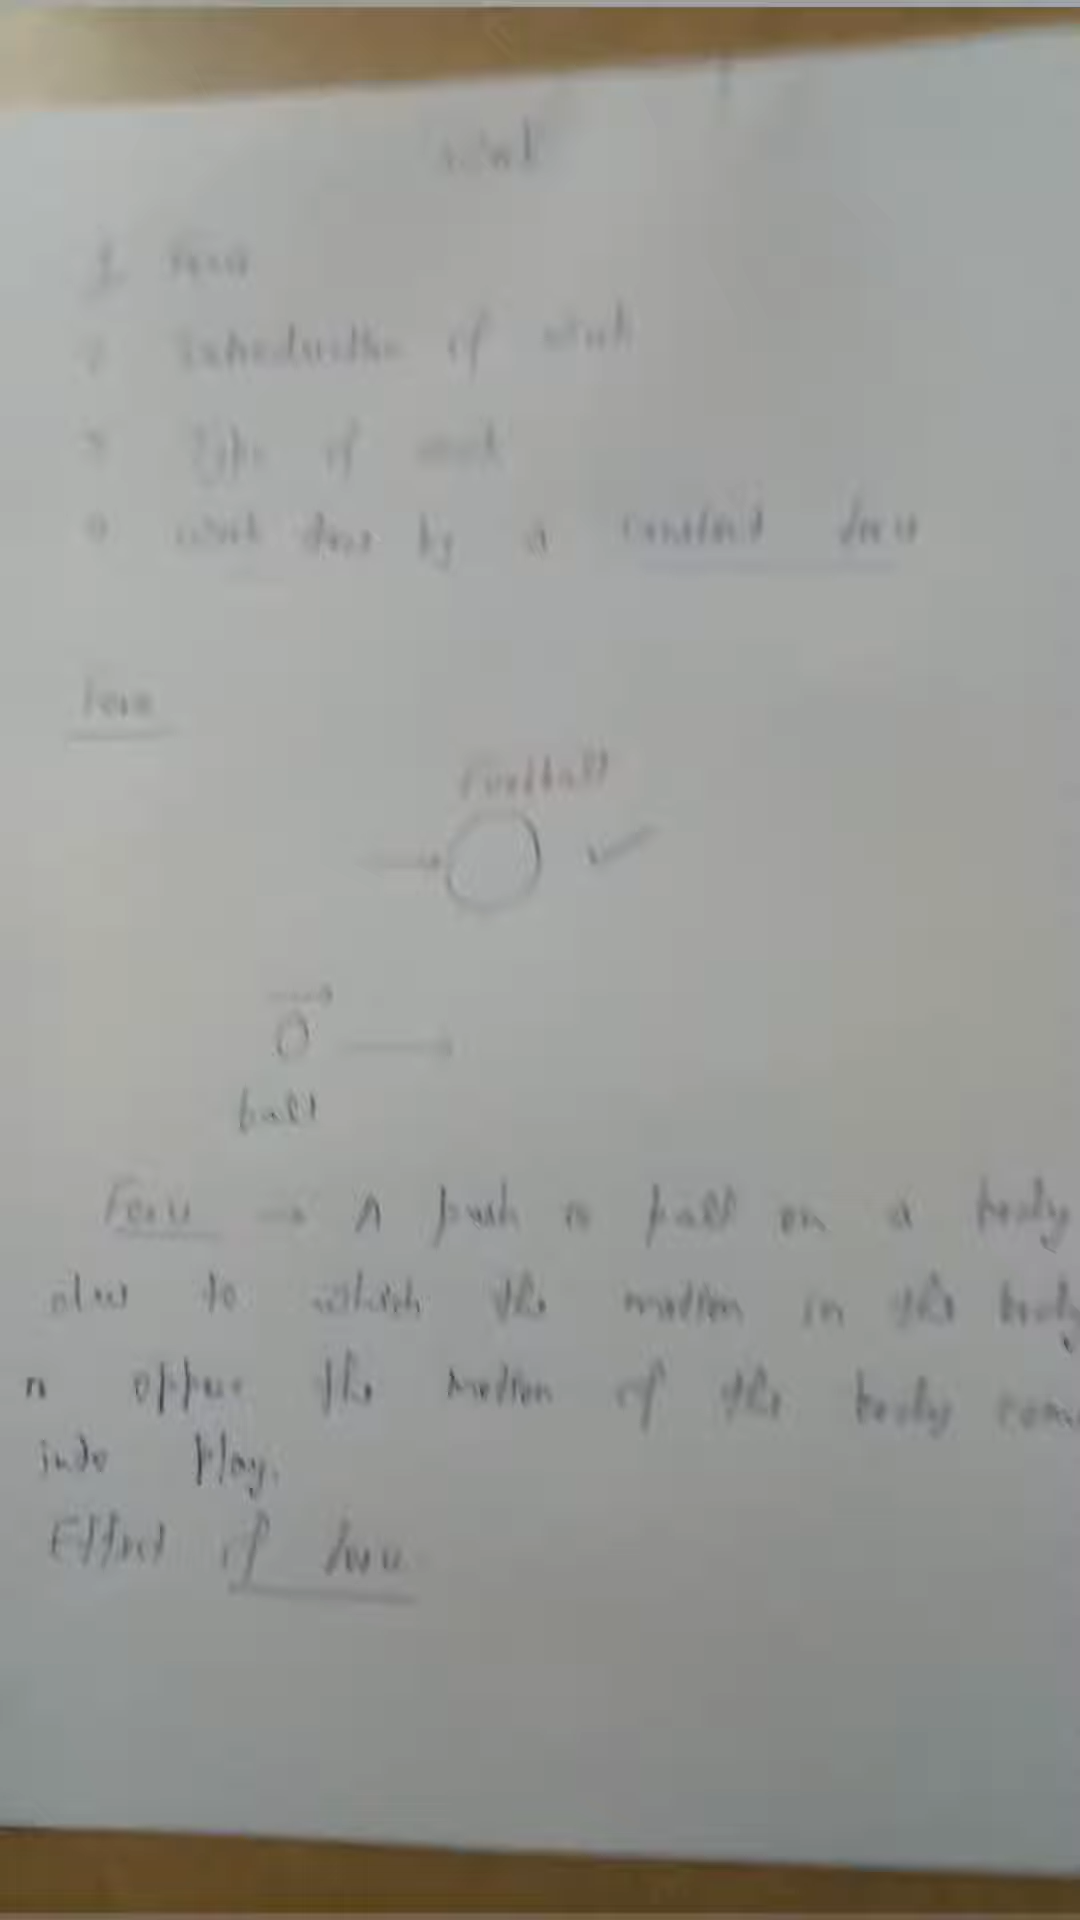 Work
1. Force
2. Introduction of work
3. Type of work
4. Work done by a constant force
Force
Football
ball
Force → A push or pull on a body
due to which the motion in the body
or oppose the motion of the body com
into play.
Effect of force